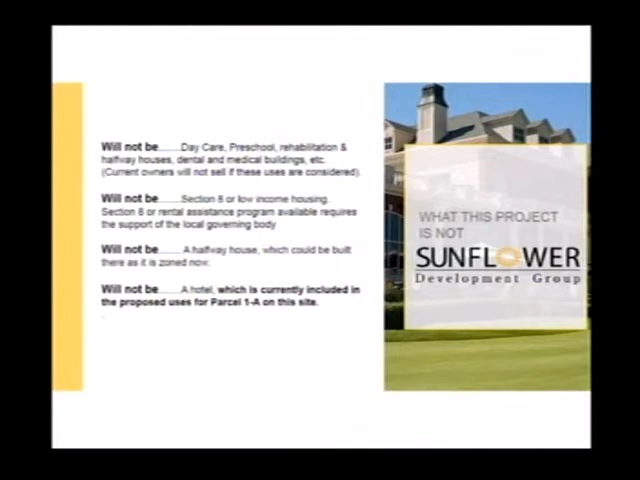 Will not be.......Day Care, Preschool, rehabilitation &
halfway houses, dental and medical buildings, etc.
(Current owners will not sell if these uses are considered).
Will not be.......Section 8 or low income housing.
Section 8 or rental assistance program available requires
the support of the local governing body
Will not be....... A halfway house, which could be built
there as it is zoned now.
Will not be.......A hotel, which is currently included in
the proposed uses for Parcel 1-A on this site.
.
WHAT THIS PROJECT
IS NOT
SUNFLOWER
Development Group